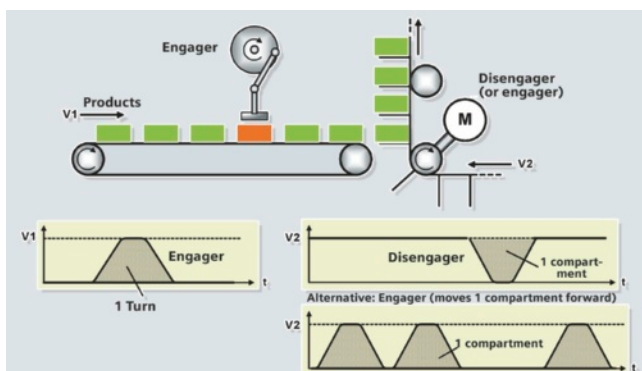 Engager
V1
Products
Disengager
(or engager)
M
V2
V1
Engager
1 Turn
t
V2
Disengager
1 compart-
ment
t
Alternative: Engager (moves 1 compartment forward)
V2
1 compartment
t